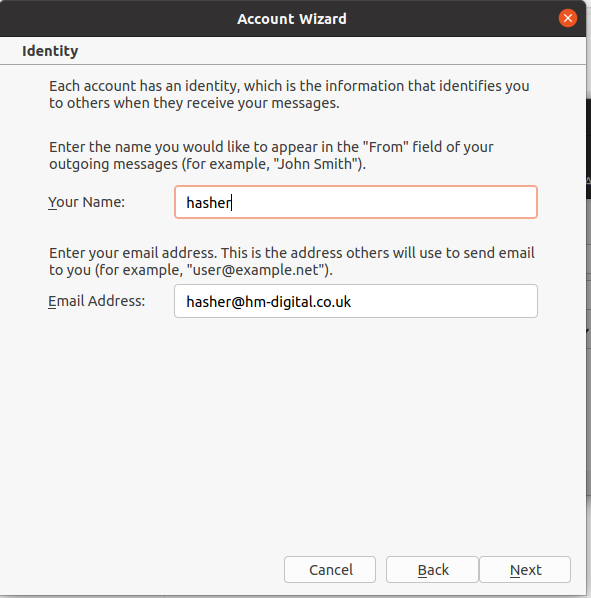 Account Wizard
Identity
Each account has an identity, which is the information that identifies you
to others when they receive your messages.
Enter the name you would like to appear in the "From" field of your
outgoing messages (for example, "John Smith").
Your Name: hasher
Enter your email address. This is the address others will use to send email
to you (for example, "user@example.net").
Email Address: hasher@hm-digital.co.uk
Cancel Back Next